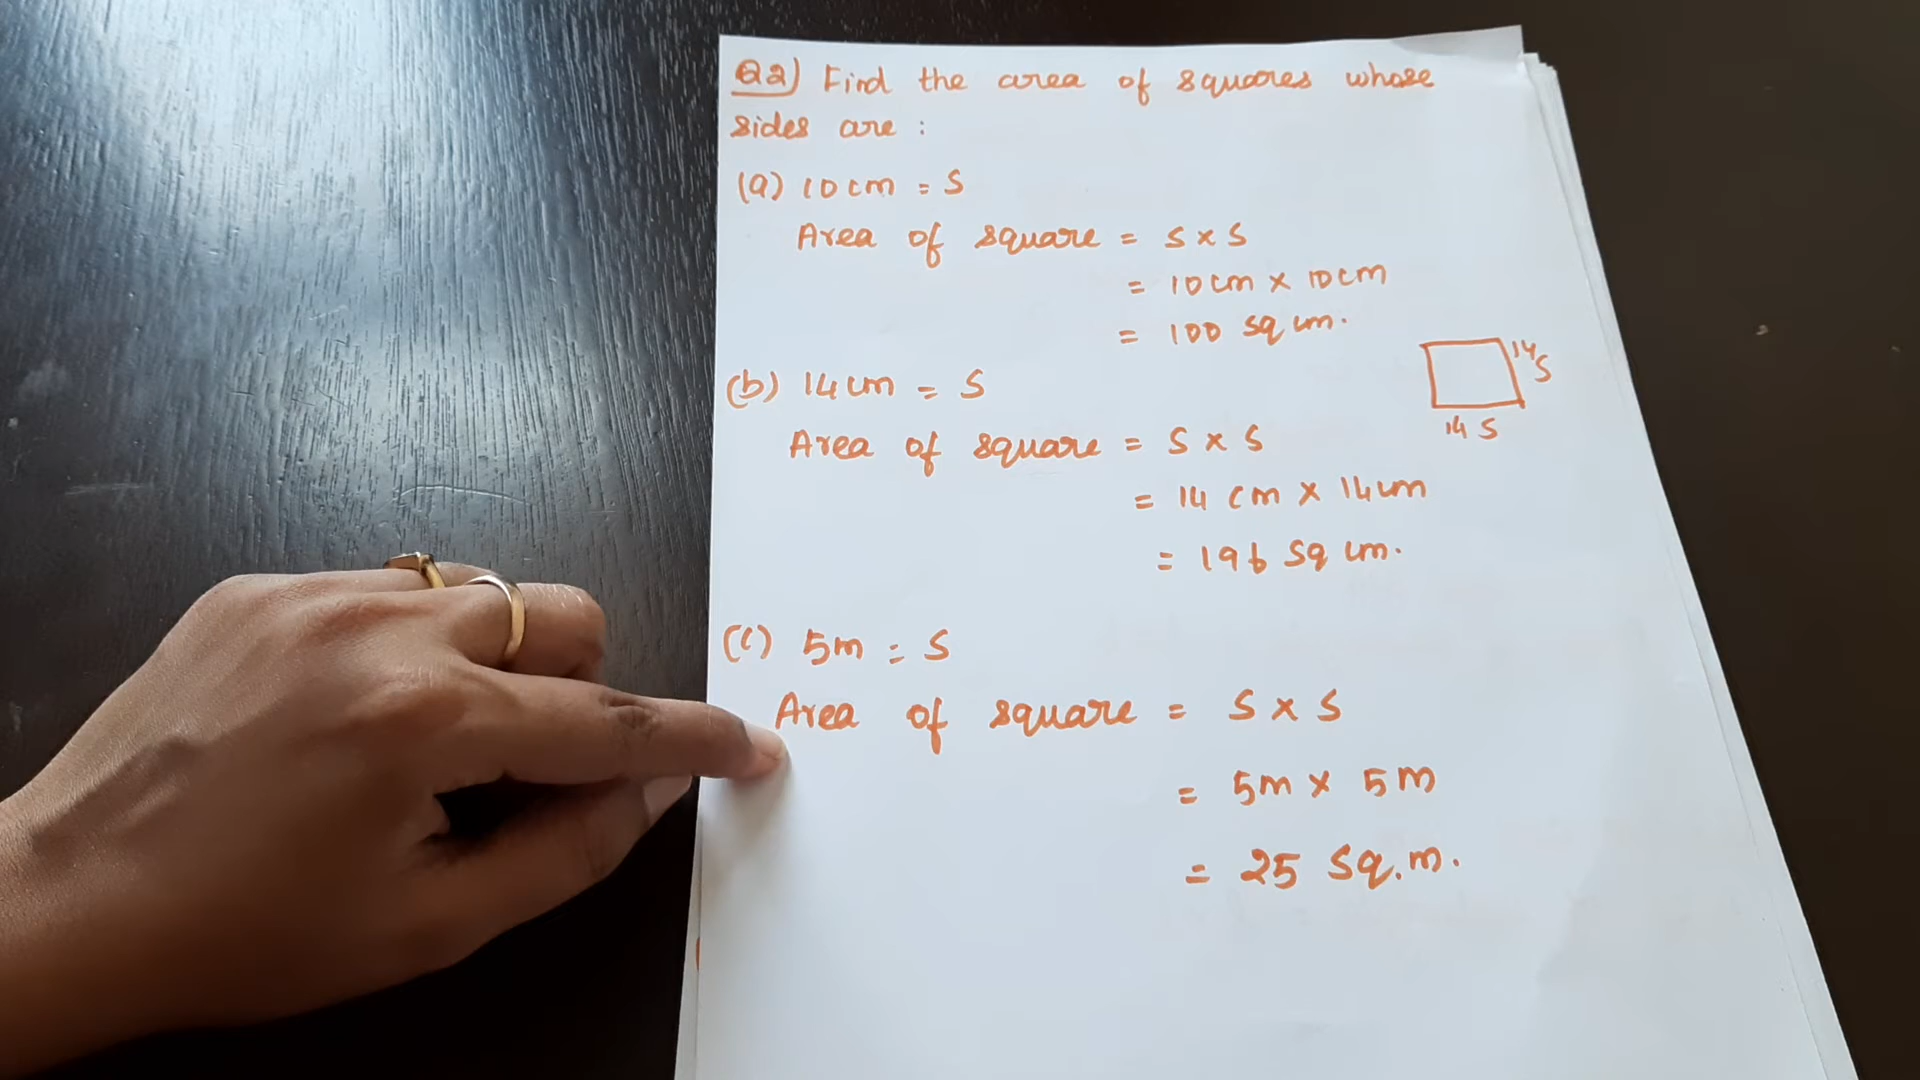 Q2) Find the area of squares whose
sides are :
(a) 10 cm = S
Area of square = S x S
= 10 cm x 10 cm
= 100 sq cm.
(b) 14 cm = S
14
S
14 S
Area of square = S x S
= 14 cm x 14 cm
= 196 Sq cm.
(c) 5m = S
Area of square = S x S
= 5m x 5m
= 25 Sq.m.